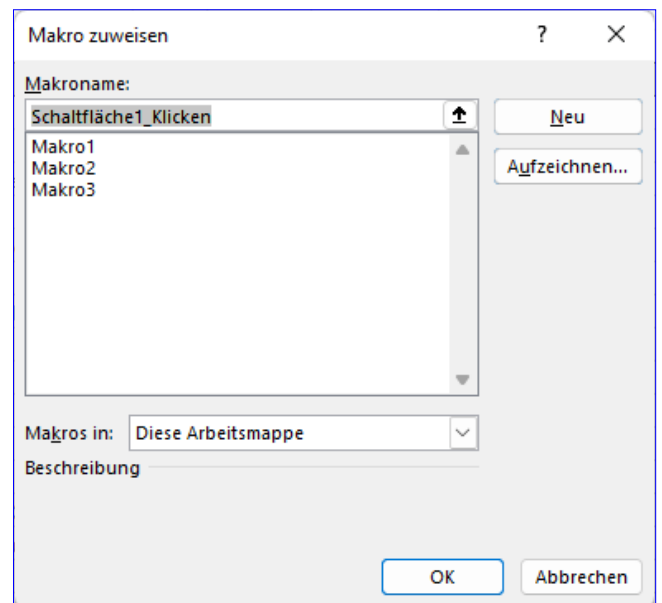 Makro zuweisen ?
Makroname:
Schaltfläche1_Klicken
Neu
Makro1
Makro2
Makro3
Aufzeichnen...
Makros in: Diese Arbeitsmappe
Beschreibung
OK Abbrechen